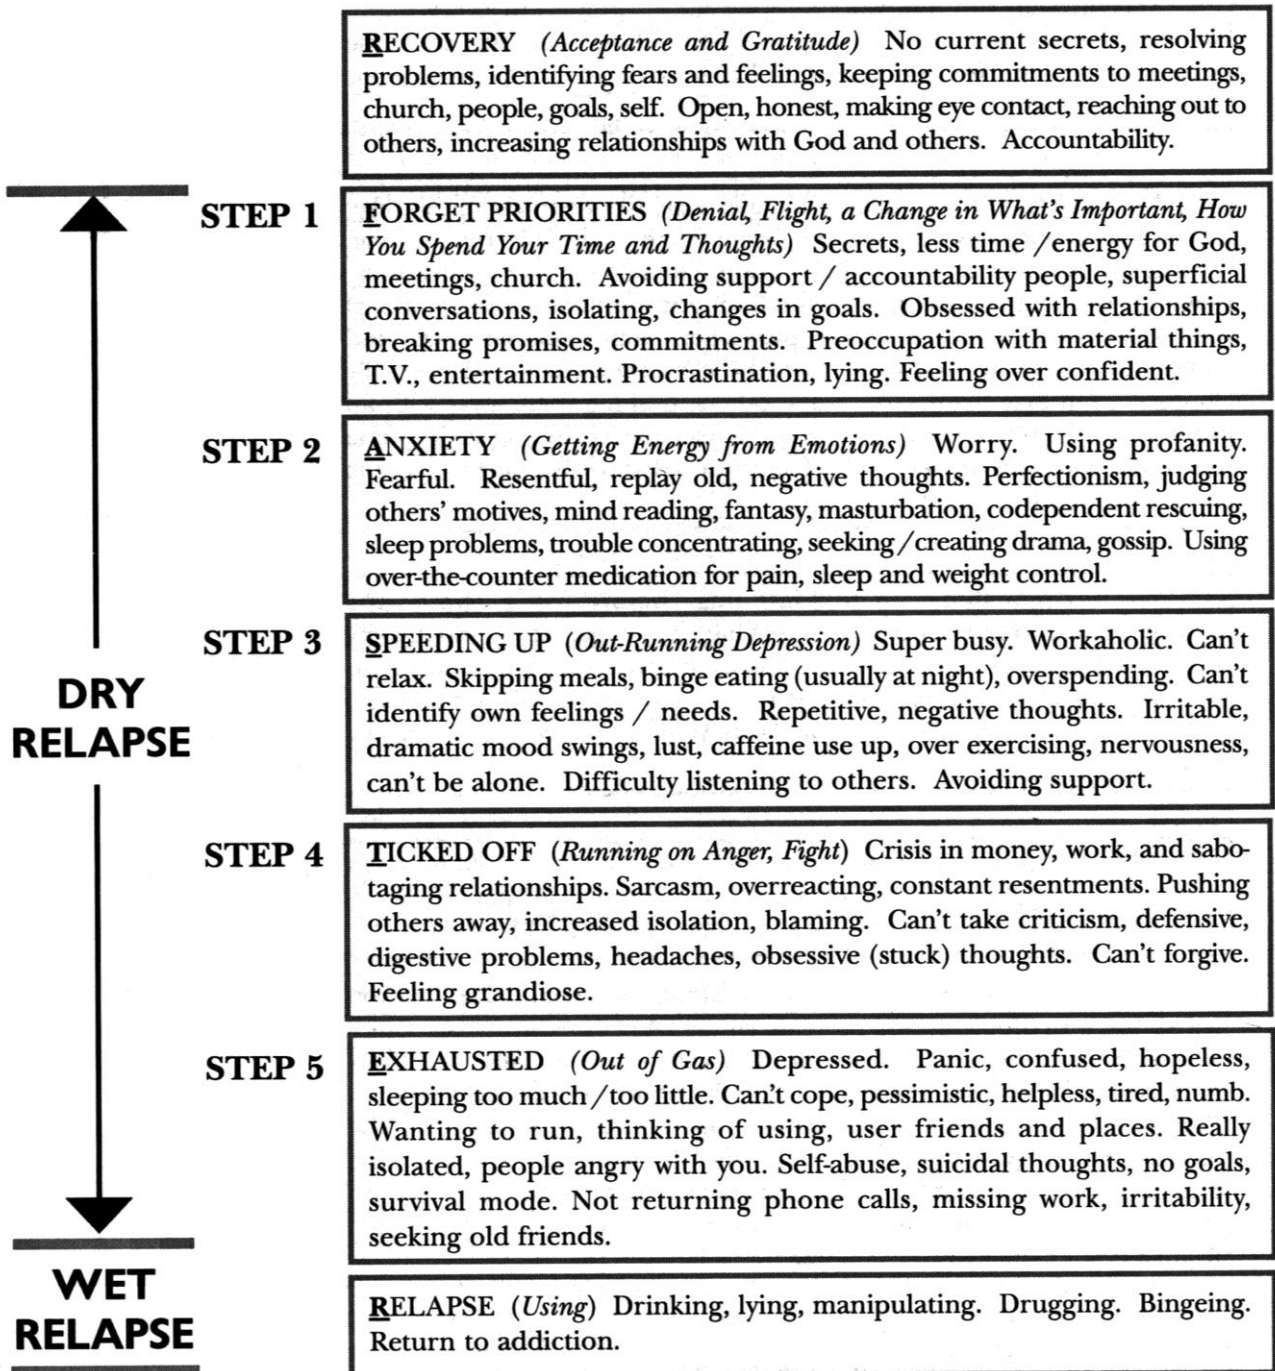 RECOVERY (Acceptance and Gratitude) No current secrets, resolving
problems, identifying fears and feelings, keeping commitments to meetings,
church, people, goals, self. Open, honest, making eye contact, reaching out to
others, increasing relationships with God and others. Accountability.
STEP 1
FORGET PRIORITIES (Denial, Flight, a Change in What's Important, How
You Spend Your Time and Thoughts) Secrets, less time / energy for God,
meetings, church. Avoiding support / accountability people, superficial
conversations, isolating, changes in goals. Obsessed with relationships,
breaking promises, commitments. Preoccupation with material things,
T.V., entertainment. Procrastination, lying. Feeling over confident.
STEP 2
ANXIETY (Getting Energy from Emotions) Worry. Using profanity.
Fearful. Resentful, replay old, negative thoughts. Perfectionism, judging
others' motives, mind reading, fantasy, masturbation, codependent rescuing,
sleep problems, trouble concentrating, seeking / creating drama, gossip. Using
over-the-counter medication for pain, sleep and weight control.
STEP 3
SPEEDING UP (Out-Running Depression) Super busy. Workaholic. Can't
relax. Skipping meals, binge eating (usually at night), overspending. Can't
identify own feelings / needs. Repetitive, negative thoughts. Irritable,
dramatic mood swings, lust, caffeine use up, over exercising, nervousness,
can't be alone. Difficulty listening to others. Avoiding support.
DRY
RELAPSE
STEP 4
TICKED OFF (Running on Anger, Fight) Crisis in money, work, and sabo-
taging relationships. Sarcasm, overreacting, constant resentments. Pushing
others away, increased isolation, blaming. Can't take criticism, defensive,
digestive problems, headaches, obsessive (stuck) thoughts. Can't forgive.
Feeling grandiose.
STEP 5
EXHAUSTED (Out of Gas) Depressed. Panic, confused, hopeless,
sleeping too much / too little. Can't cope, pessimistic, helpless, tired, numb.
Wanting to run, thinking of using, user friends and places. Really
isolated, people angry with you. Self-abuse, suicidal thoughts, no goals,
survival mode. Not returning phone calls, missing work, irritability,
seeking old friends.
WET
RELAPSE
RELAPSE (Using) Drinking, lying, manipulating. Drugging. Bingeing.
Return to addiction.